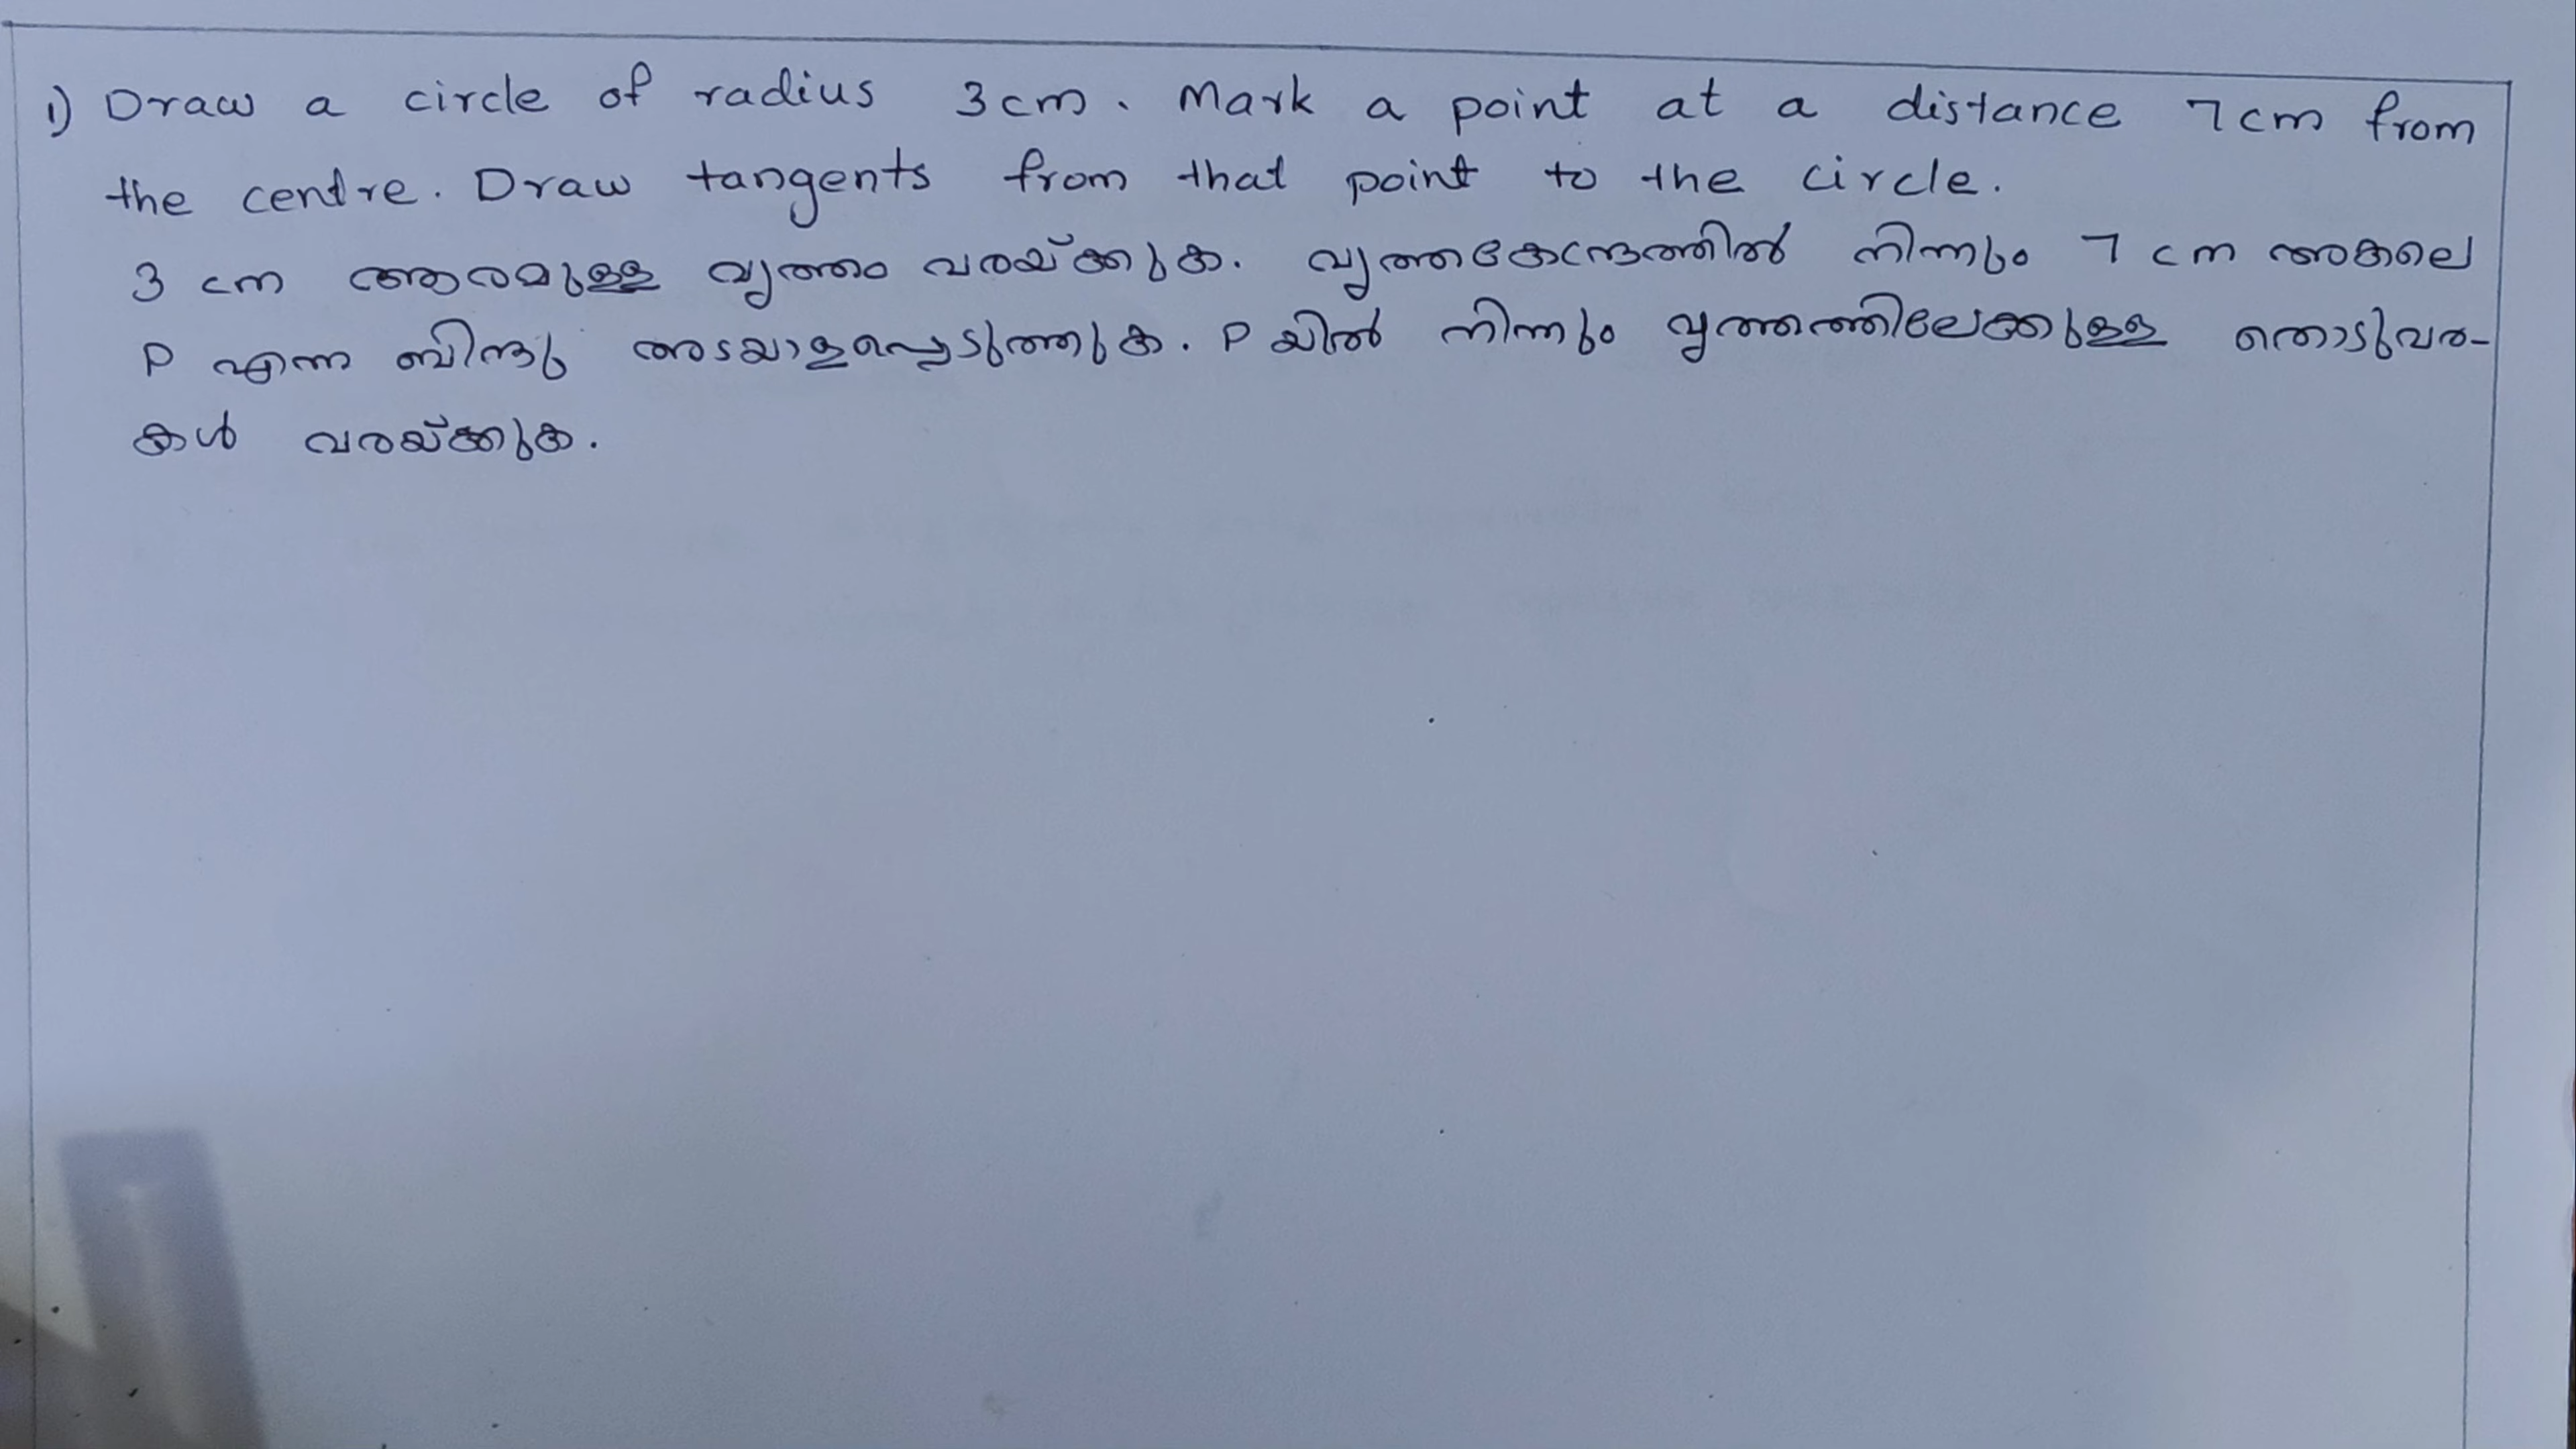 1) Draw a circle of radius 3cm. Mark a point at a distance 7cm from
the centre. Draw tangents from that point to the circle.
3 cm ആരമുള്ള വൃത്തം വരയ്ക്കുക. വൃത്തകേന്ദ്രത്തിൽ നിന്നും 7 cm അകലെ
P എന്ന ബിന്ദു അടയാളപ്പെടുത്തുക. P യിൽ നിന്നും വൃത്തത്തിലേക്കുള്ള തൊടുവര-
കൾ വരയ്ക്കുക.